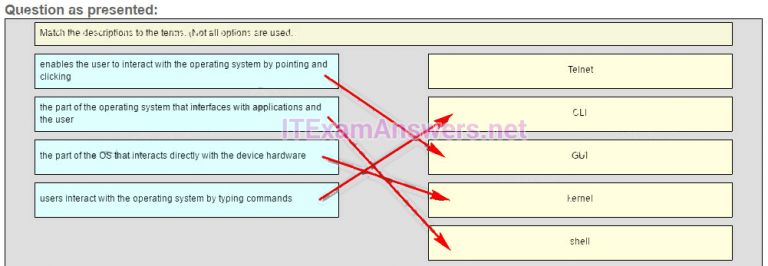 Question as presented:
Match the descriptions to the terms. (Not all options are used.
enables the user to interact with the operating system by pointing and
clicking
Telnet
the part of the operating system that interfaces with applications and
the user
CLI
ITExamAnswers.net
the part of the OS that interacts directly with the device hardware
GUI
users interact with the operating system by typing commands
kernel
shell